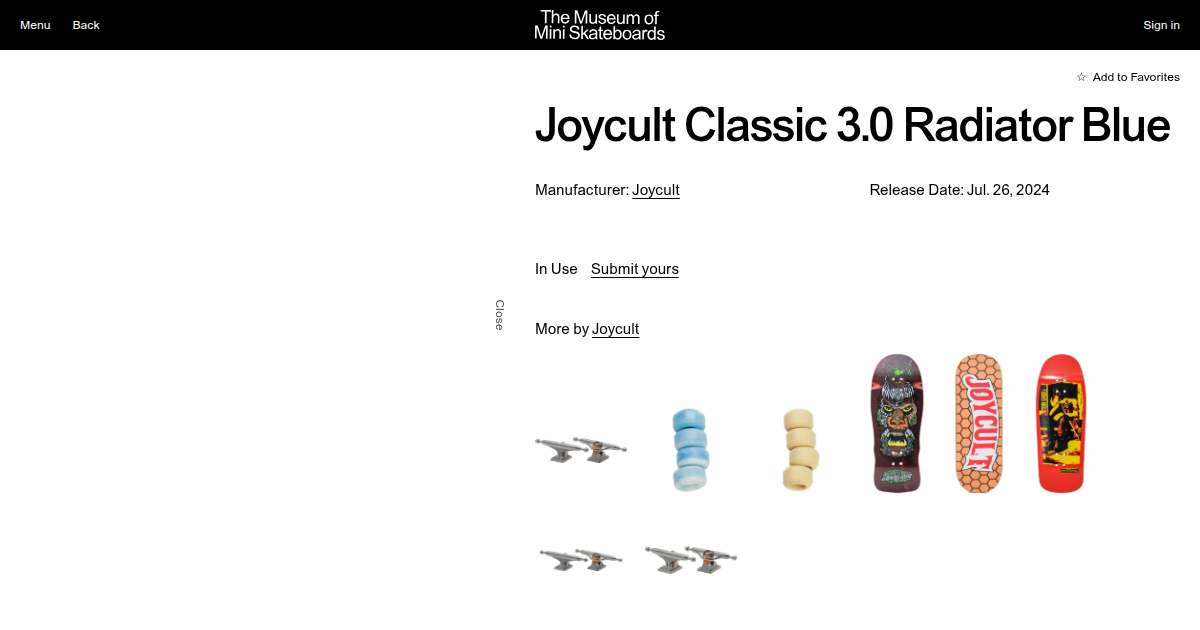 Menu
Back
The Museum of
Mini Skateboards
Sign in
☆ Add to Favorites
Joycult Classic 3.0 Radiator Blue
Manufacturer: Joycult
Release Date: Jul. 26, 2024
In Use
Submit yours
Close
More by Joycult
JOYCULT